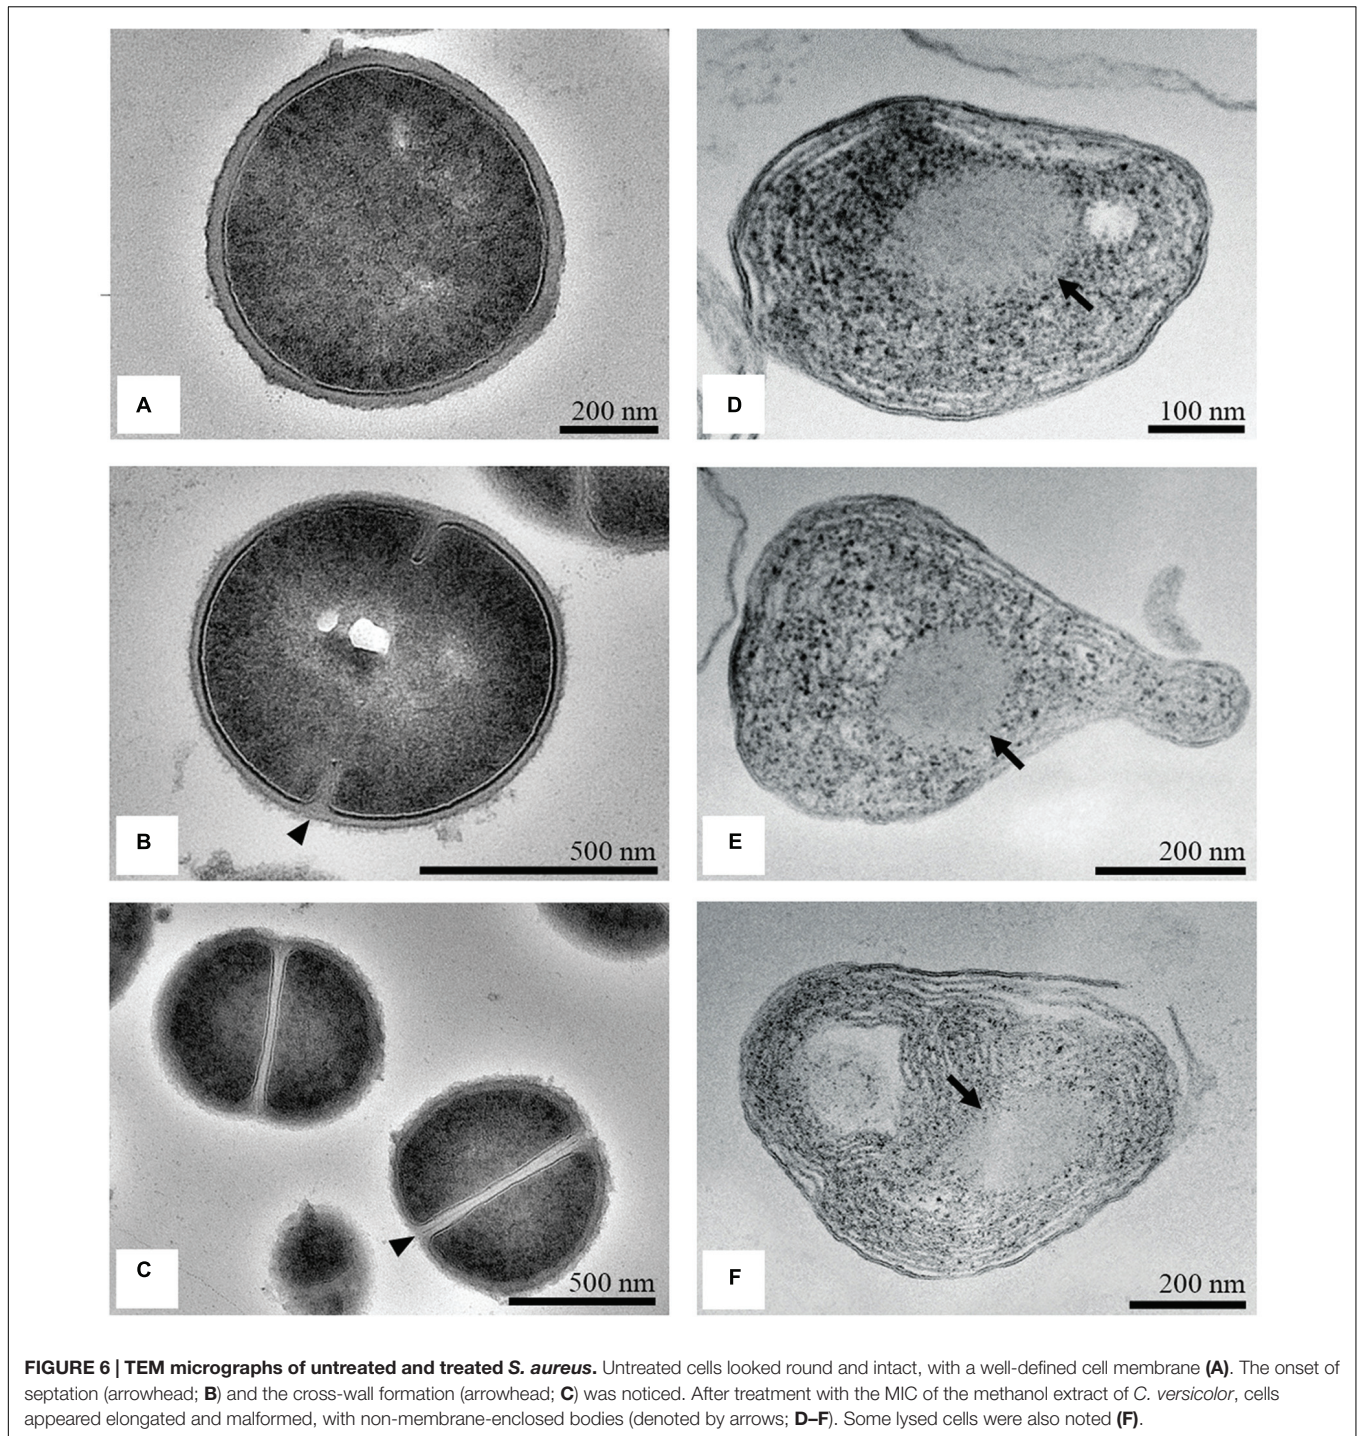 A
200 nm
D
100 nm
B
500 nm
E
200 nm
C
500 nm
F
200 nm
FIGURE 6 | TEM micrographs of untreated and treated S. aureus. Untreated cells looked round and intact, with a well-defined cell membrane (A). The onset of
septation (arrowhead; B) and the cross-wall formation (arrowhead; C) was noticed. After treatment with the MIC of the methanol extract of C. versicolor, cells
appeared elongated and malformed, with non-membrane-enclosed bodies (denoted by arrows; D–F). Some lysed cells were also noted (F).